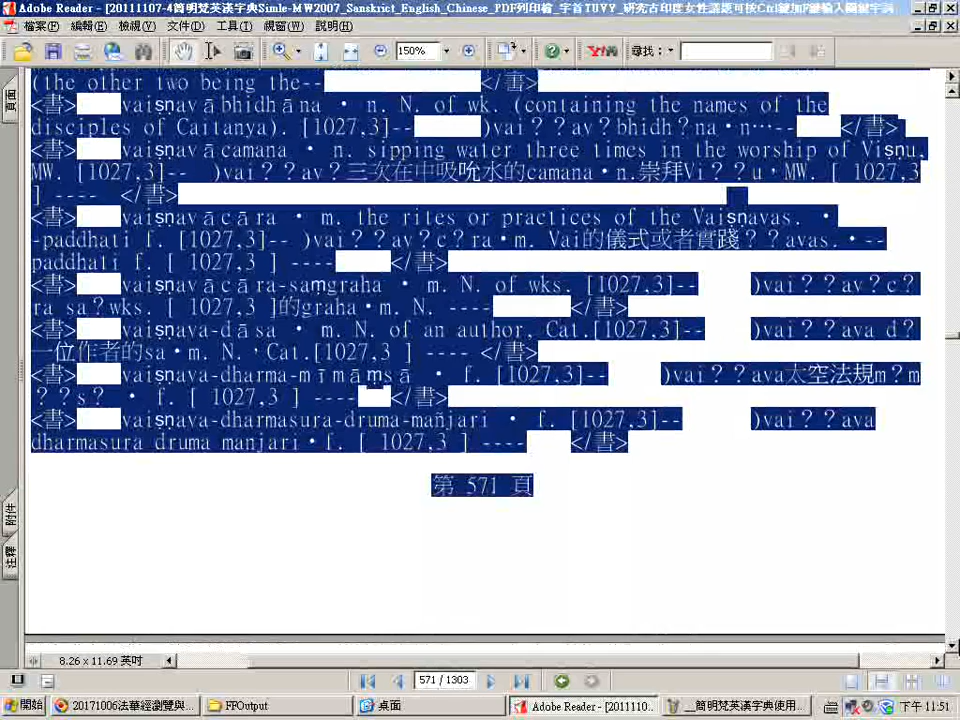 Adobe Reader - [20111107-4簡明梵英漢字典Simle-MW2007_Sanskrict_English_Chinese_PDF列印檔_字首TUVY_研究古印度女性議題可按Ctrl鍵加F鍵輸入關鍵字詞
檔案(F) 編輯(E) 檢視(V) 文件(D) 工具(T) 視窗(W) 說明(H)
150% 尋找：
頁面
(the other two being the-- </書>
<書> vaiṣṇavābhidhāna • n. N. of wk. (containing the names of the
disciples of Caitanya). [1027,3]-- )vai？？av？bhidh？na•n…-- </書>
<書> vaiṣṇavācamana • n. sipping water three times in the worship of Viṣṇu,
MW. [1027,3]-- )vai？？av？三次在中吸吮水的camana•n.崇拜Vi？？u，MW. [ 1027,3
] ---- </書>
<書> vaiṣṇavācāra • m. the rites or practices of the Vaiṣṇavas. •
-paddhati f. [1027,3]-- )vai？？av？c？ra•m. Vai的儀式或者實踐？？avas.•--
paddhati f. [ 1027,3 ] ---- </書>
<書> vaiṣṇavācāra-saṃgraha • m. N. of wks. [1027,3]-- )vai？？av？c？
ra sa？wks. [ 1027,3 ]的graha•m. N. ---- </書>
<書> vaiṣṇava-dāsa • m. N. of an author, Cat.[1027,3]-- )vai？？ava d？
一位作者的sa•m. N.，Cat.[1027,3 ] ---- </書>
<書> vaiṣṇava-dharma-mīmāṃsā • f. [1027,3]-- )vai？？ava太空法規m？m
？？s？ • f. [ 1027,3 ] ---- </書>
<書> vaiṣṇava-dharmasura-druma-mañjari • f. [1027,3]-- )vai？？ava
dharmasura druma manjari•f. [ 1027,3 ] ---- </書>
第 571 頁
附件
注釋
8.26 x 11.69 英吋
571 / 1303
開始 20171006法華經瀏覽與... FFOutput 桌面 Adobe Reader - [2011110... __簡明梵英漢字典使用... 下午 11:51